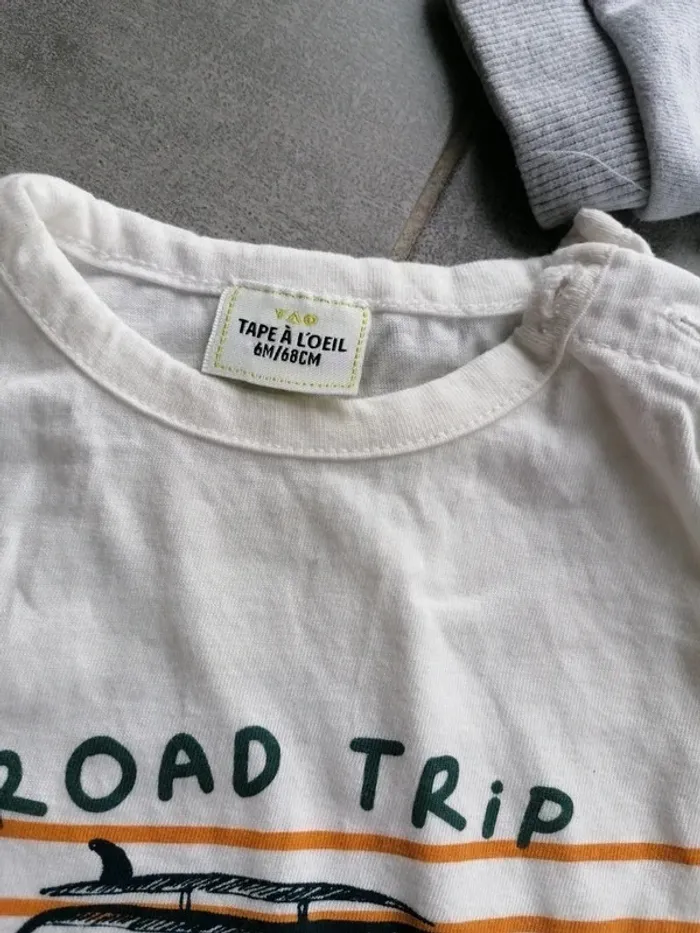 TAO
TAPE À L'OEIL
6M/68CM
ROAD TRiP